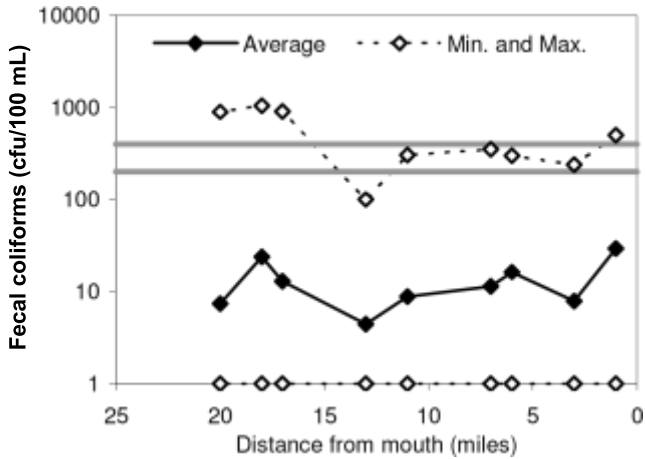 10000
Average Min. and Max.
1000
100
10
1
Fecal coliforms (cfu/100 mL)
25 20 15 10 5 0
Distance from mouth (miles)